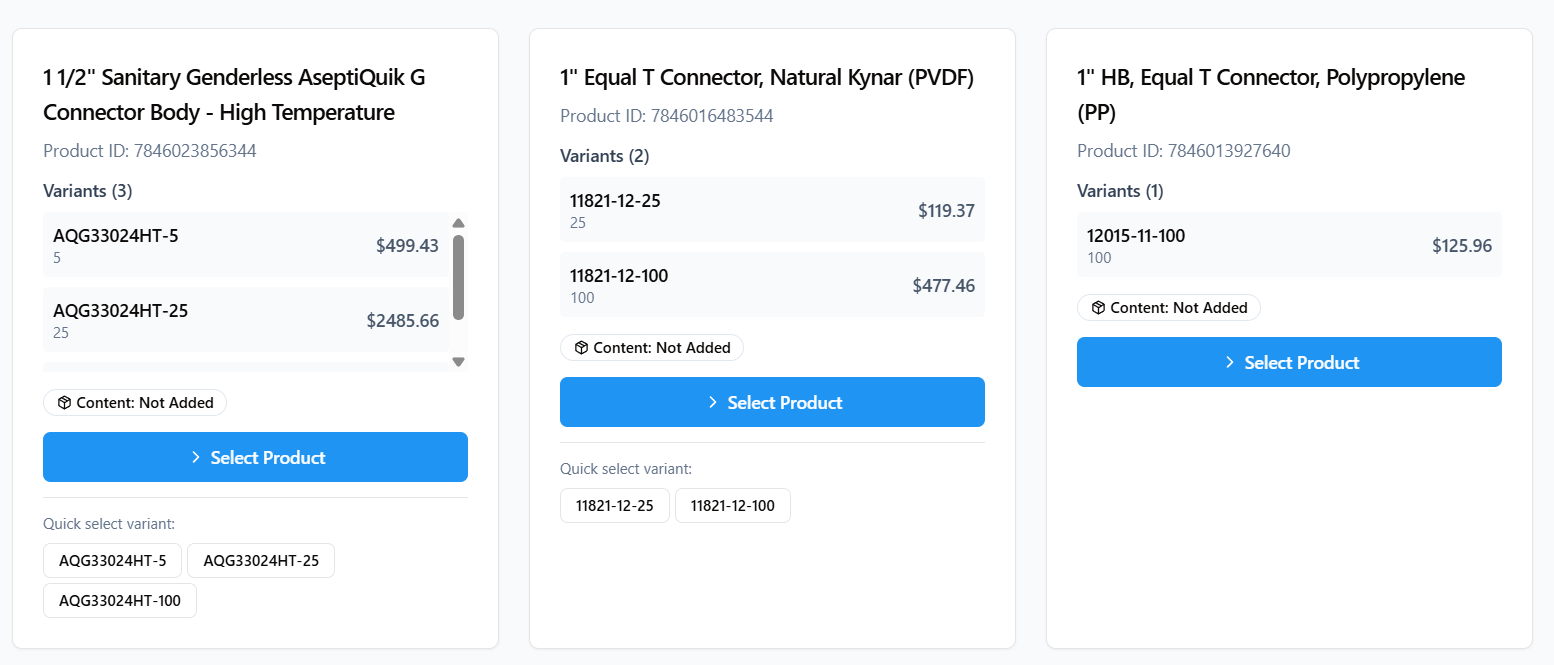 1 1/2" Sanitary Genderless AseptiQuik G
Connector Body - High Temperature
Product ID: 7846023856344
Variants (3)
AQG33024HT-5
5
$499.43
AQG33024HT-25
25
$2485.66
Content: Not Added
Select Product
Quick select variant:
AQG33024HT-5
AQG33024HT-25
AQG33024HT-100
1" Equal T Connector, Natural Kynar (PVDF)
Product ID: 7846016483544
Variants (2)
11821-12-25
25
$119.37
11821-12-100
100
$477.46
Content: Not Added
Select Product
Quick select variant:
11821-12-25
11821-12-100
1" HB, Equal T Connector, Polypropylene
(PP)
Product ID: 7846013927640
Variants (1)
12015-11-100
100
$125.96
Content: Not Added
Select Product